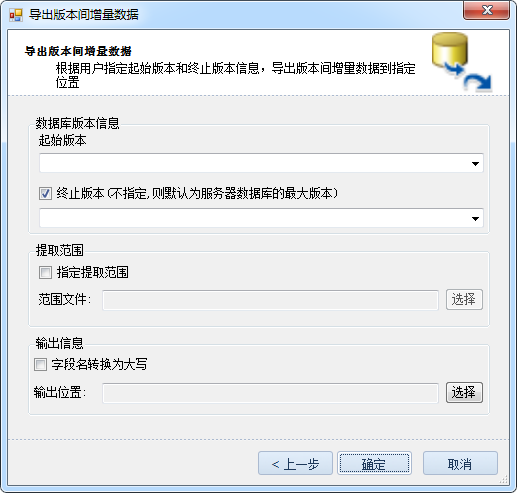 导出版本间增量数据
导出版本间增量数据
根据用户指定起始版本和终止版本信息，导出版本间增量数据到指定
位置
数据库版本信息
起始版本
终止版本(不指定,则默认为服务器数据库的最大版本)
提取范围
指定提取范围
范围文件: 选择
输出信息
字段名转换为大写
输出位置: 选择
< 上一步 确定 取消